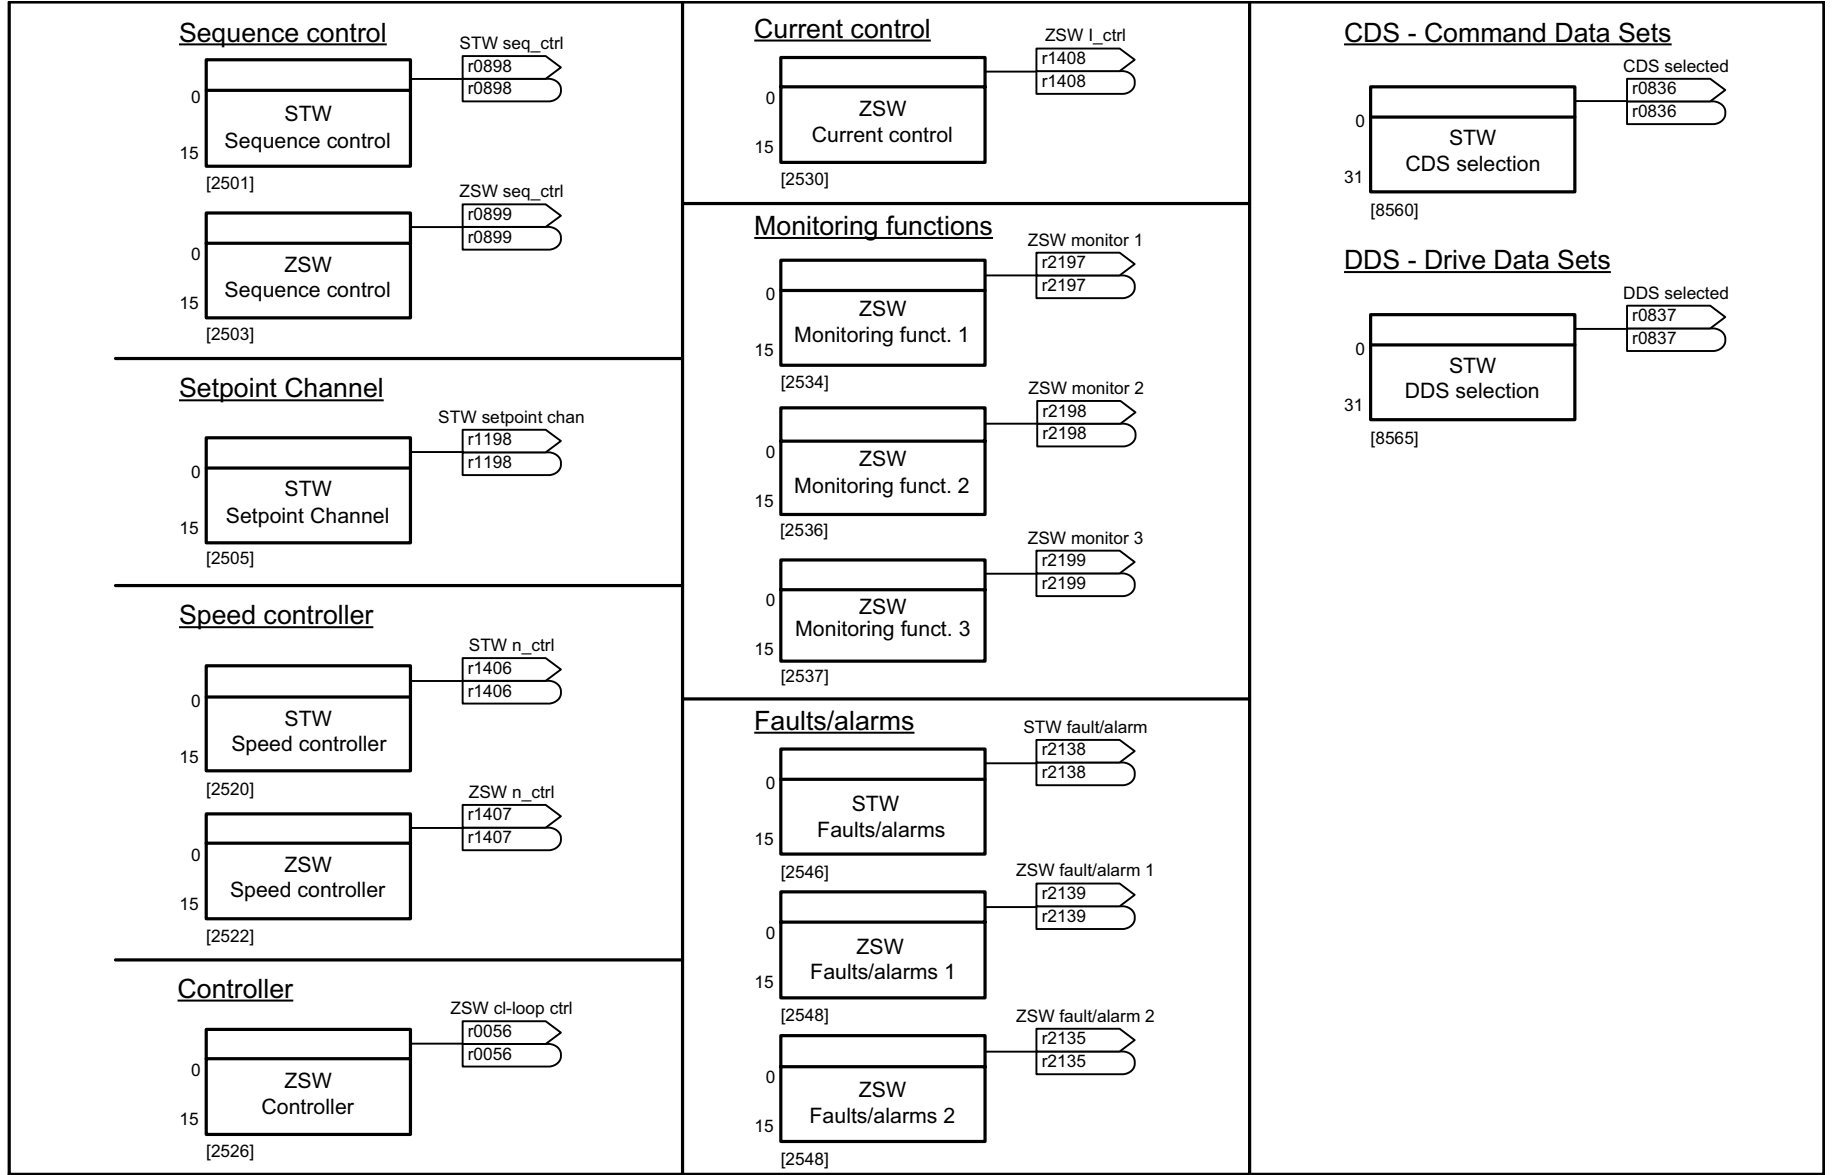 Sequence control
STW seq_ctrl
r0898
r0898
0
STW
Sequence control
15
[2501]
ZSW seq_ctrl
r0899
r0899
0
ZSW
Sequence control
15
[2503]
Setpoint Channel
STW setpoint chan
r1198
r1198
0
STW
Setpoint Channel
15
[2505]
Speed controller
STW n_ctrl
r1406
r1406
0
STW
Speed controller
15
[2520]
ZSW n_ctrl
r1407
r1407
0
ZSW
Speed controller
15
[2522]
Controller
ZSW cl-loop ctrl
r0056
r0056
0
ZSW
Controller
15
[2526]
Current control
ZSW I_ctrl
r1408
r1408
0
ZSW
Current control
15
[2530]
Monitoring functions
ZSW monitor 1
r2197
r2197
0
ZSW
Monitoring funct. 1
15
[2534]
ZSW monitor 2
r2198
r2198
0
ZSW
Monitoring funct. 2
15
[2536]
ZSW monitor 3
r2199
r2199
0
ZSW
Monitoring funct. 3
15
[2537]
Faults/alarms
STW fault/alarm
r2138
r2138
0
STW
Faults/alarms
15
[2546]
ZSW fault/alarm 1
r2139
r2139
0
ZSW
Faults/alarms 1
15
[2548]
ZSW fault/alarm 2
r2135
r2135
0
ZSW
Faults/alarms 2
15
[2548]
CDS - Command Data Sets
CDS selected
r0836
r0836
0
STW
CDS selection
31
[8560]
DDS - Drive Data Sets
DDS selected
r0837
r0837
0
STW
DDS selection
31
[8565]